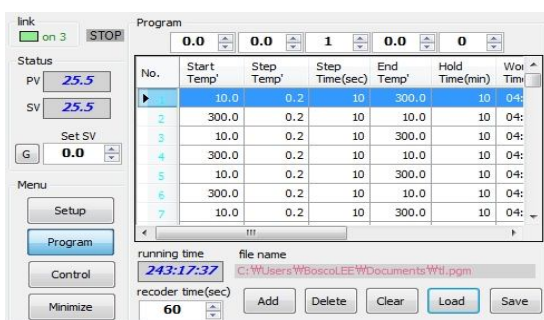 link
on 3 STOP
Status
PV 25.5
SV 25.5
Set SV
G 0.0
Menu
Setup
Program
Control
Minimize
Program
0.0 0.0 1 0.0 0
No. Start Temp' Step Temp' Step Time(sec) End Temp' Hold Time(min) Wor Time
1 10.0 0.2 10 300.0 10 04:
2 300.0 0.2 10 10.0 10 04:
3 10.0 0.2 10 300.0 10 04:
4 300.0 0.2 10 10.0 10 04:
5 10.0 0.2 10 300.0 10 04:
6 300.0 0.2 10 10.0 10 04:
7 10.0 0.2 10 300.0 10 04:
running time file name
243:17:37 C:₩Users₩BoscoLEE₩Documents₩tl.pgm
recoder time(sec)
60 Add Delete Clear Load Save